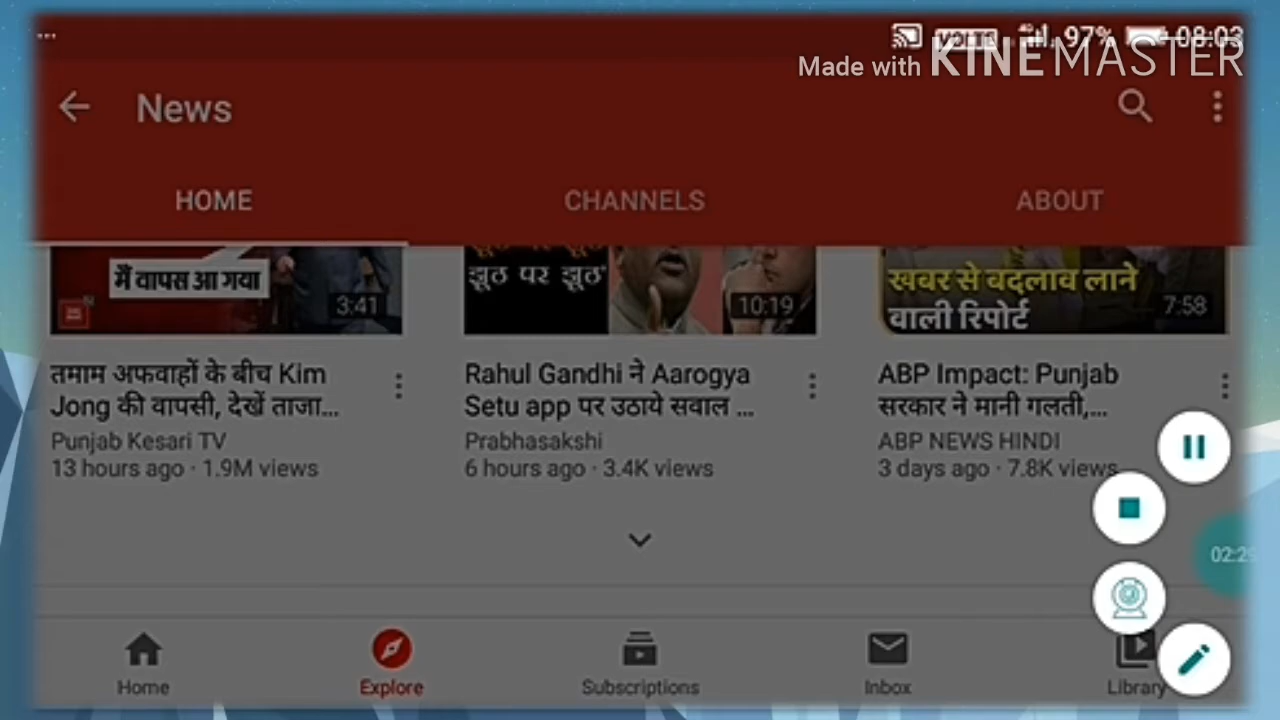 ... VoLTE 97% 08:03
Made with KINEMASTER
News
HOME CHANNELS ABOUT
मैं वापस आ गया
3:41
झूठ पर झूठ
10:19
खबर से बदलाव लाने
वाली रिपोर्ट
7:58
तमाम अफवाहों के बीच Kim
Jong की वापसी, देखें ताजा...
Punjab Kesari TV
13 hours ago · 1.9M views
Rahul Gandhi ने Aarogya
Setu app पर उठाये सवाल ...
Prabhasakshi
6 hours ago · 3.4K views
ABP Impact: Punjab
सरकार ने मानी गलती,...
ABP NEWS HINDI
3 days ago · 7.8K views
Home Explore Subscriptions Inbox Library